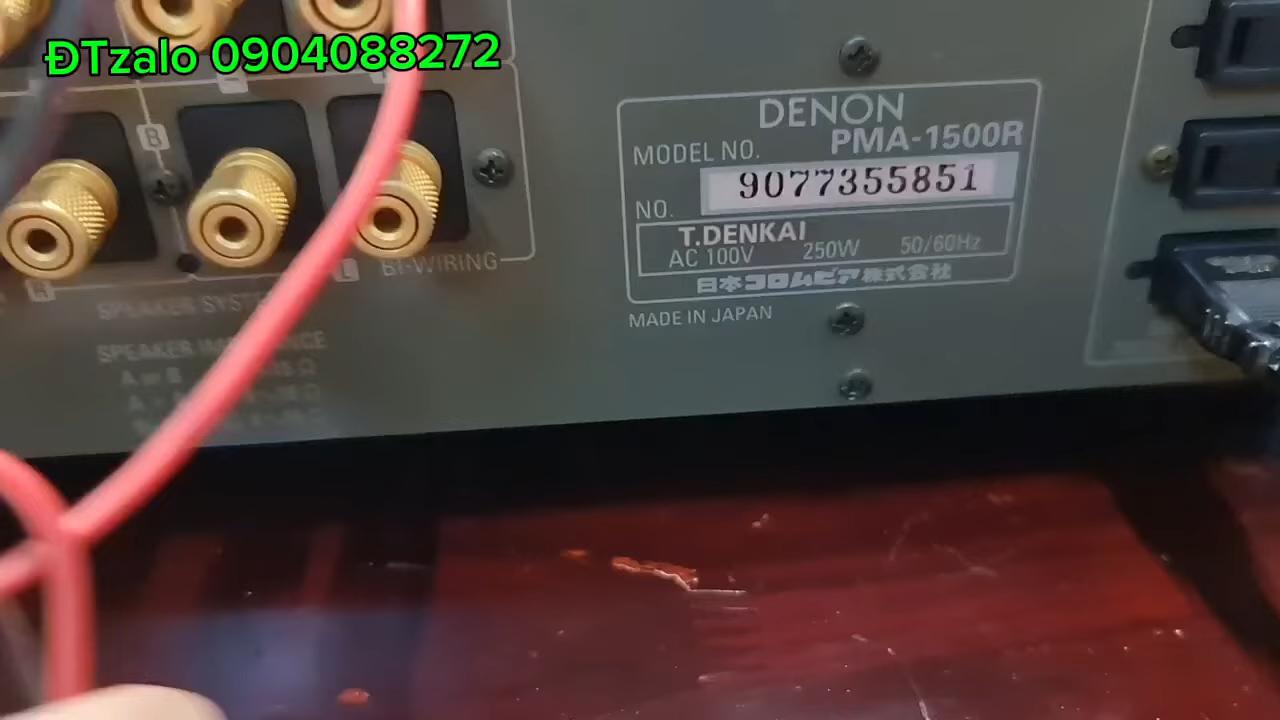 ĐTzalo 0904088272
DENON
MODEL NO. PMA-1500R
NO. 9077355851
T.DENKAI
AC 100V 250W 50/60Hz
日本コロムビア株式会社
MADE IN JAPAN
B
R
L
BI-WIRING
SPEAKER SYSTE
SPEAKER IMPEDANCE